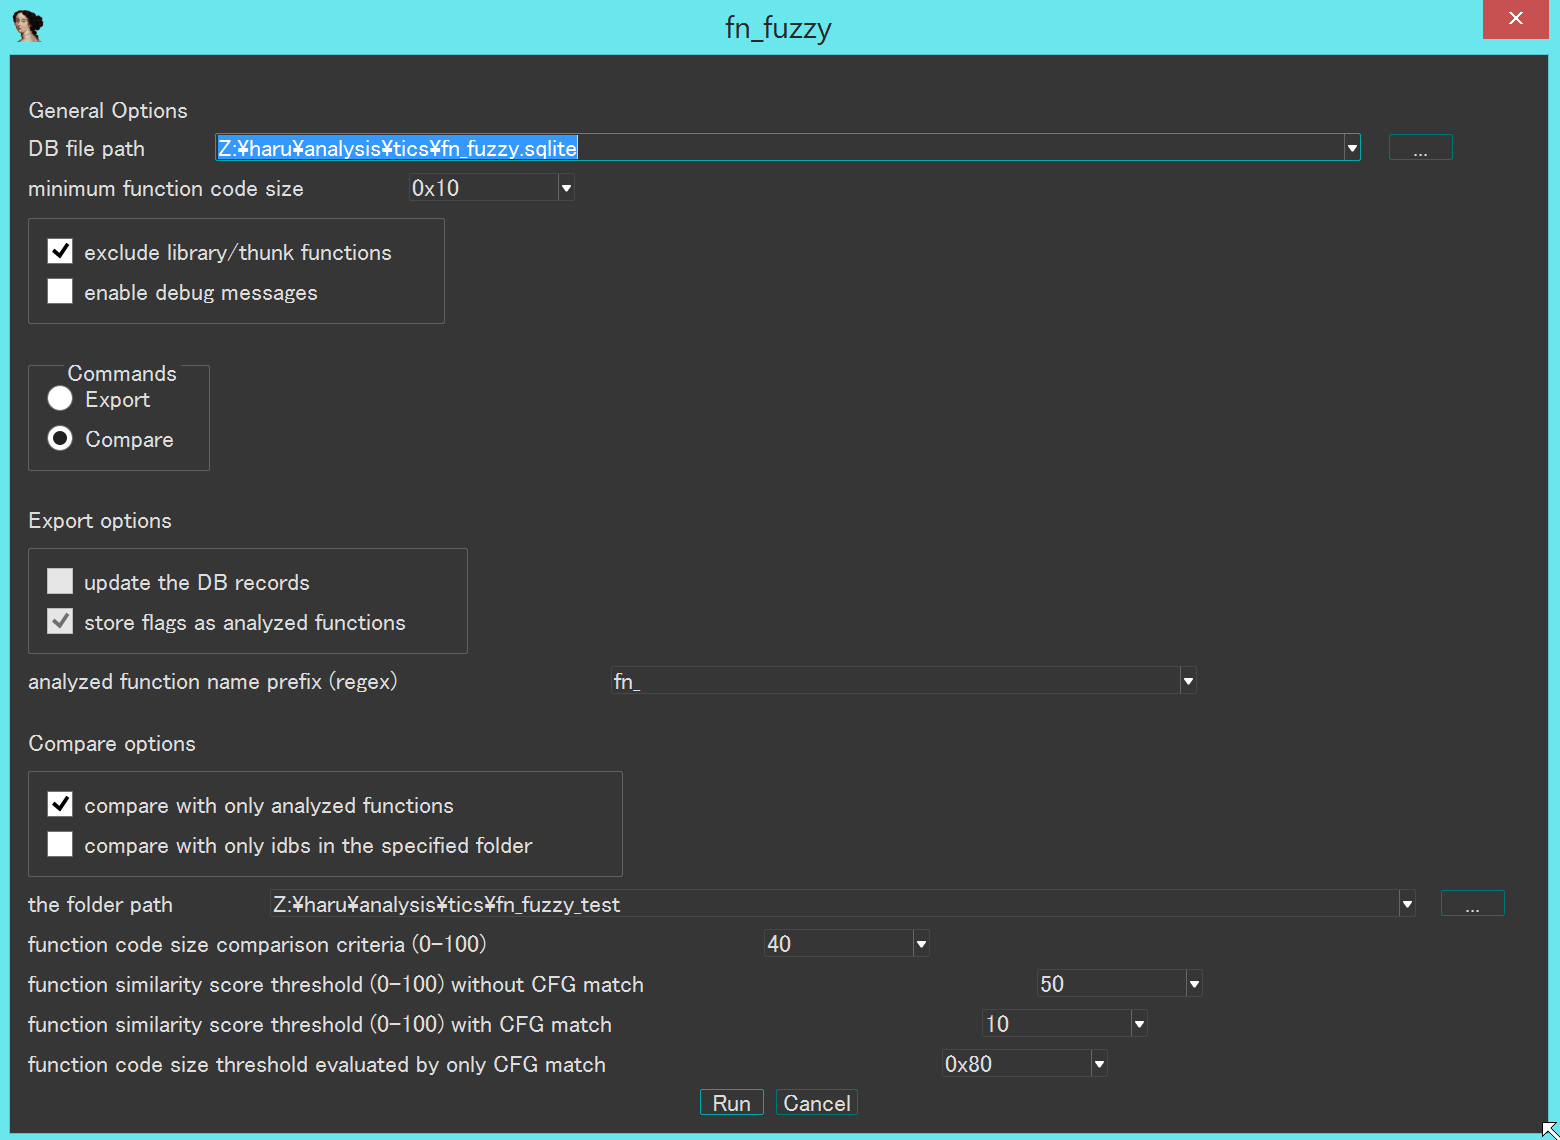 fn_fuzzy
General Options
DB file path Z:¥haru¥analysis¥tics¥fn_fuzzy.sqlite ...
minimum function code size 0x10
exclude library/thunk functions
enable debug messages
Commands
Export
Compare
Export options
update the DB records
store flags as analyzed functions
analyzed function name prefix (regex) fn_
Compare options
compare with only analyzed functions
compare with only idbs in the specified folder
the folder path Z:¥haru¥analysis¥tics¥fn_fuzzy_test ...
function code size comparison criteria (0-100) 40
function similarity score threshold (0-100) without CFG match 50
function similarity score threshold (0-100) with CFG match 10
function code size threshold evaluated by only CFG match 0x80
Run Cancel